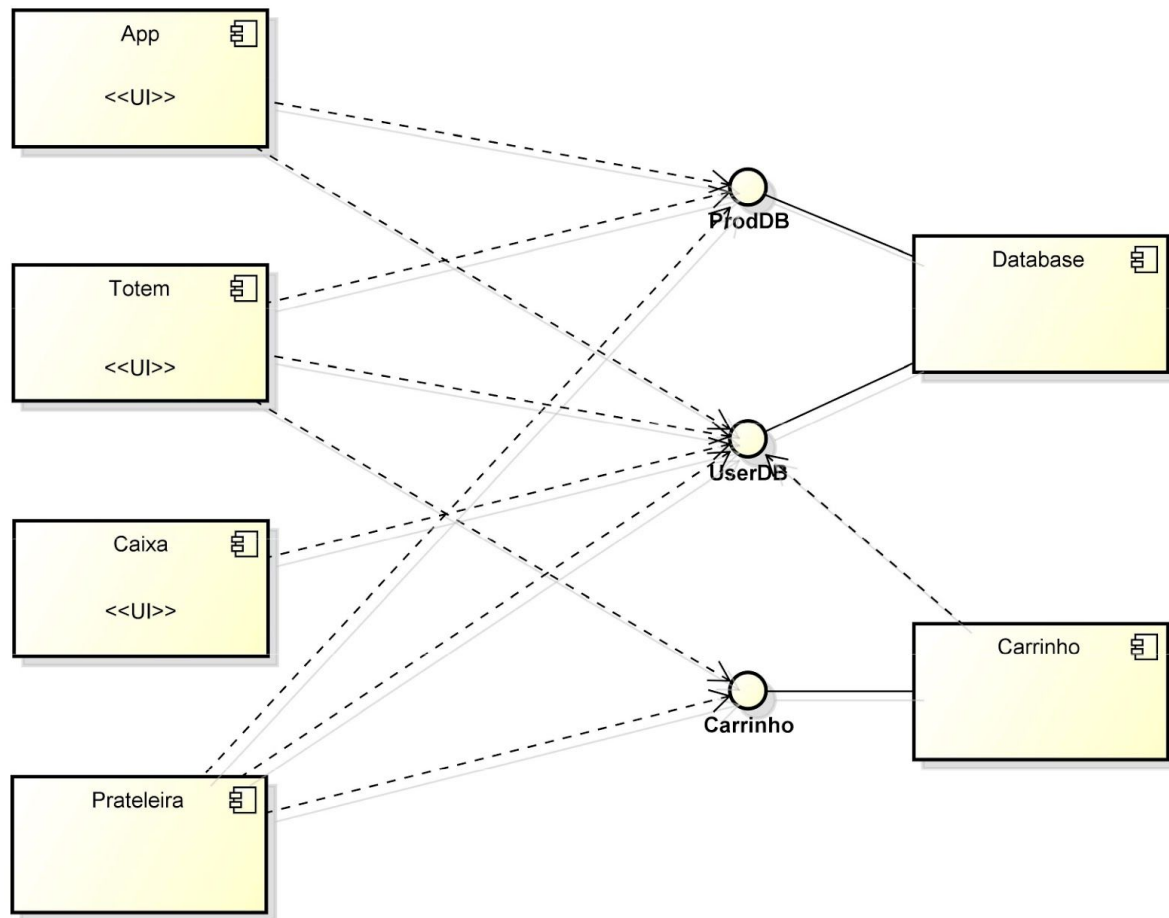 App
<<UI>>
ProdDB
Totem
<<UI>>
Database
UserDB
Caixa
<<UI>>
Carrinho
Carrinho
Prateleira